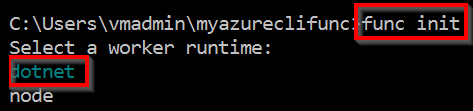 C:\Users\vmadmin\myazureclifunc>func init
Select a worker runtime:
dotnet
node